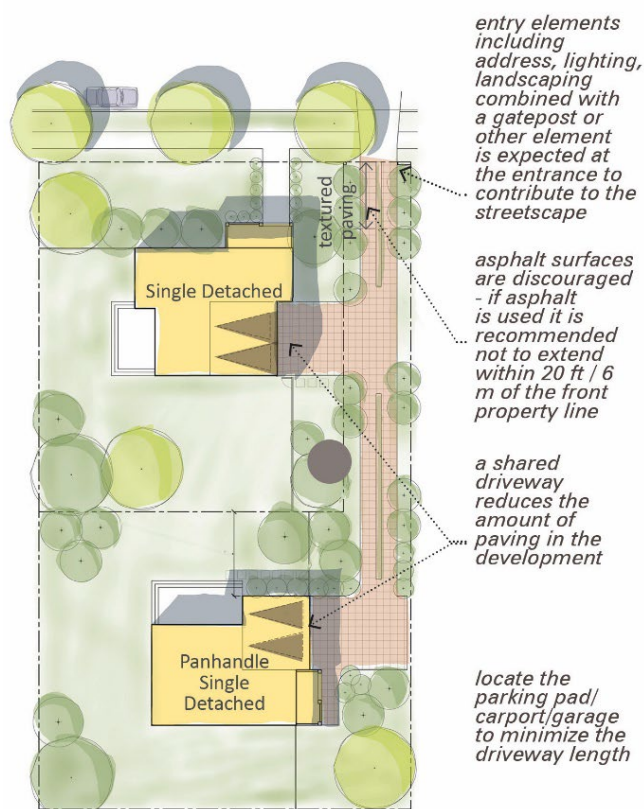 entry elements
including
address, lighting,
landscaping
combined with
a gatepost or
other element
is expected at
the entrance to
contribute to the
streetscape
textured
paving
Single Detached
asphalt surfaces
are discouraged
- if asphalt
is used it is
recommended
not to extend
within 20 ft / 6
m of the front
property line
a shared
driveway
reduces the
amount of
paving in the
development
Panhandle
Single
Detached
locate the
parking pad/
carport/garage
to minimize the
driveway length